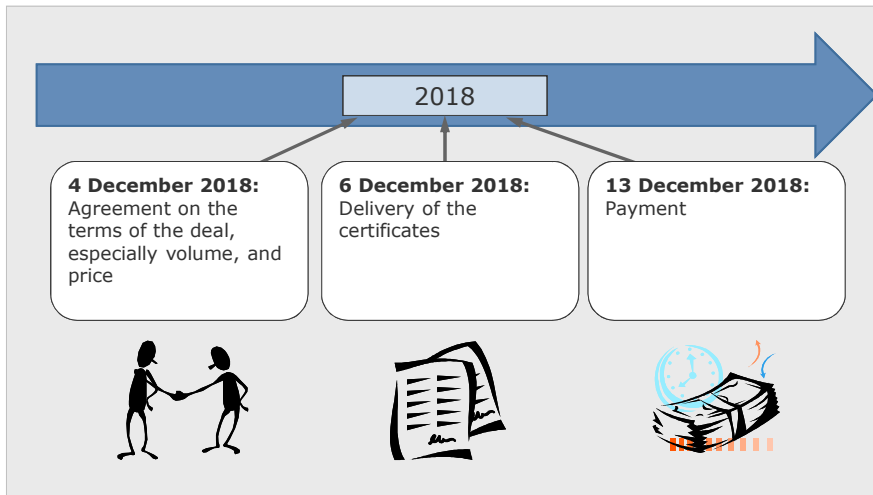 2018
4 December 2018:
Agreement on the
terms of the deal,
especially volume, and
price
6 December 2018:
Delivery of the
certificates
13 December 2018:
Payment